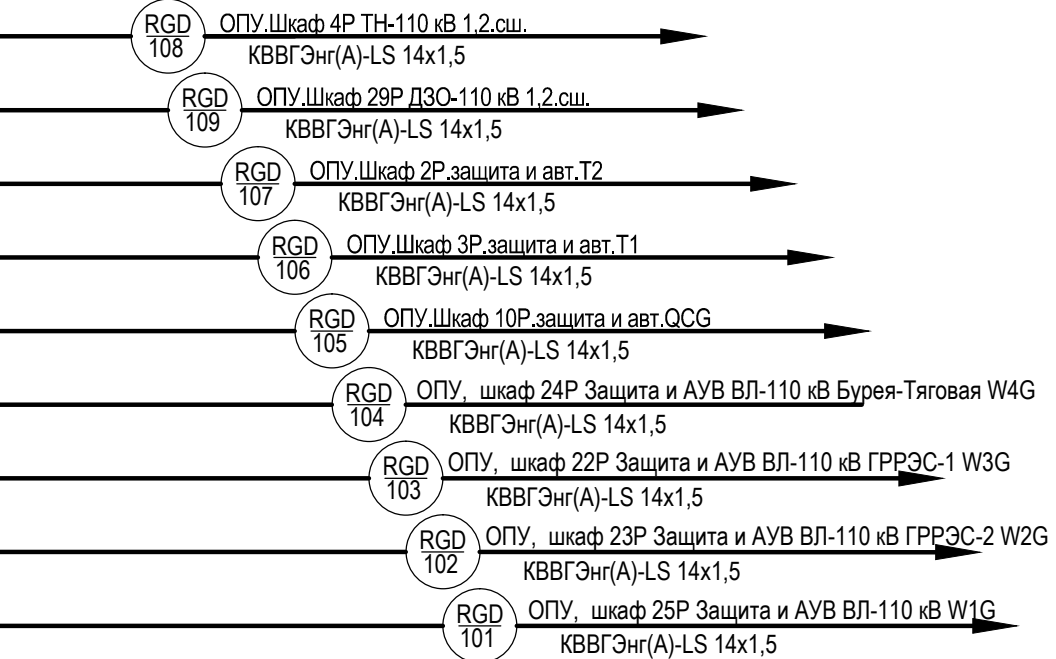 RGD ОПУ.Шкаф 4Р ТН-110 кВ 1,2.сш.
108 КВВГЭнг(А)-LS 14х1,5
RGD ОПУ.Шкаф 29Р ДЗО-110 кВ 1,2.сш.
109 КВВГЭнг(А)-LS 14х1,5
RGD ОПУ.Шкаф 2Р.защита и авт.Т2
107 КВВГЭнг(А)-LS 14х1,5
RGD ОПУ.Шкаф 3Р.защита и авт.Т1
106 КВВГЭнг(А)-LS 14х1,5
RGD ОПУ.Шкаф 10Р.защита и авт.QCG
105 КВВГЭнг(А)-LS 14х1,5
RGD ОПУ, шкаф 24Р Защита и АУВ ВЛ-110 кВ Бурея-Тяговая W4G
104 КВВГЭнг(А)-LS 14х1,5
RGD ОПУ, шкаф 22Р Защита и АУВ ВЛ-110 кВ ГРРЭС-1 W3G
103 КВВГЭнг(А)-LS 14х1,5
RGD ОПУ, шкаф 23Р Защита и АУВ ВЛ-110 кВ ГРРЭС-2 W2G
102 КВВГЭнг(А)-LS 14х1,5
RGD ОПУ, шкаф 25Р Защита и АУВ ВЛ-110 кВ W1G
101 КВВГЭнг(А)-LS 14х1,5